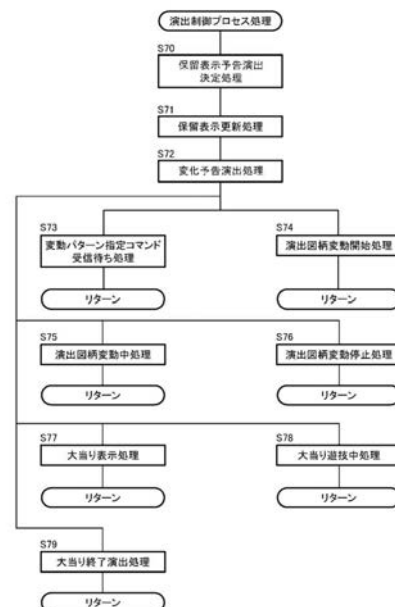 演出制御プロセス処理
S70
保留表示予告演出
決定処理
S71
保留表示更新処理
S72
変化予告演出処理
S73
変動パターン指定コマンド
受信待ち処理
リターン
S74
演出図柄変動開始処理
リターン
S75
演出図柄変動中処理
リターン
S76
演出図柄変動停止処理
リターン
S77
大当り表示処理
リターン
S78
大当り遊技中処理
リターン
S79
大当り終了演出処理
リターン